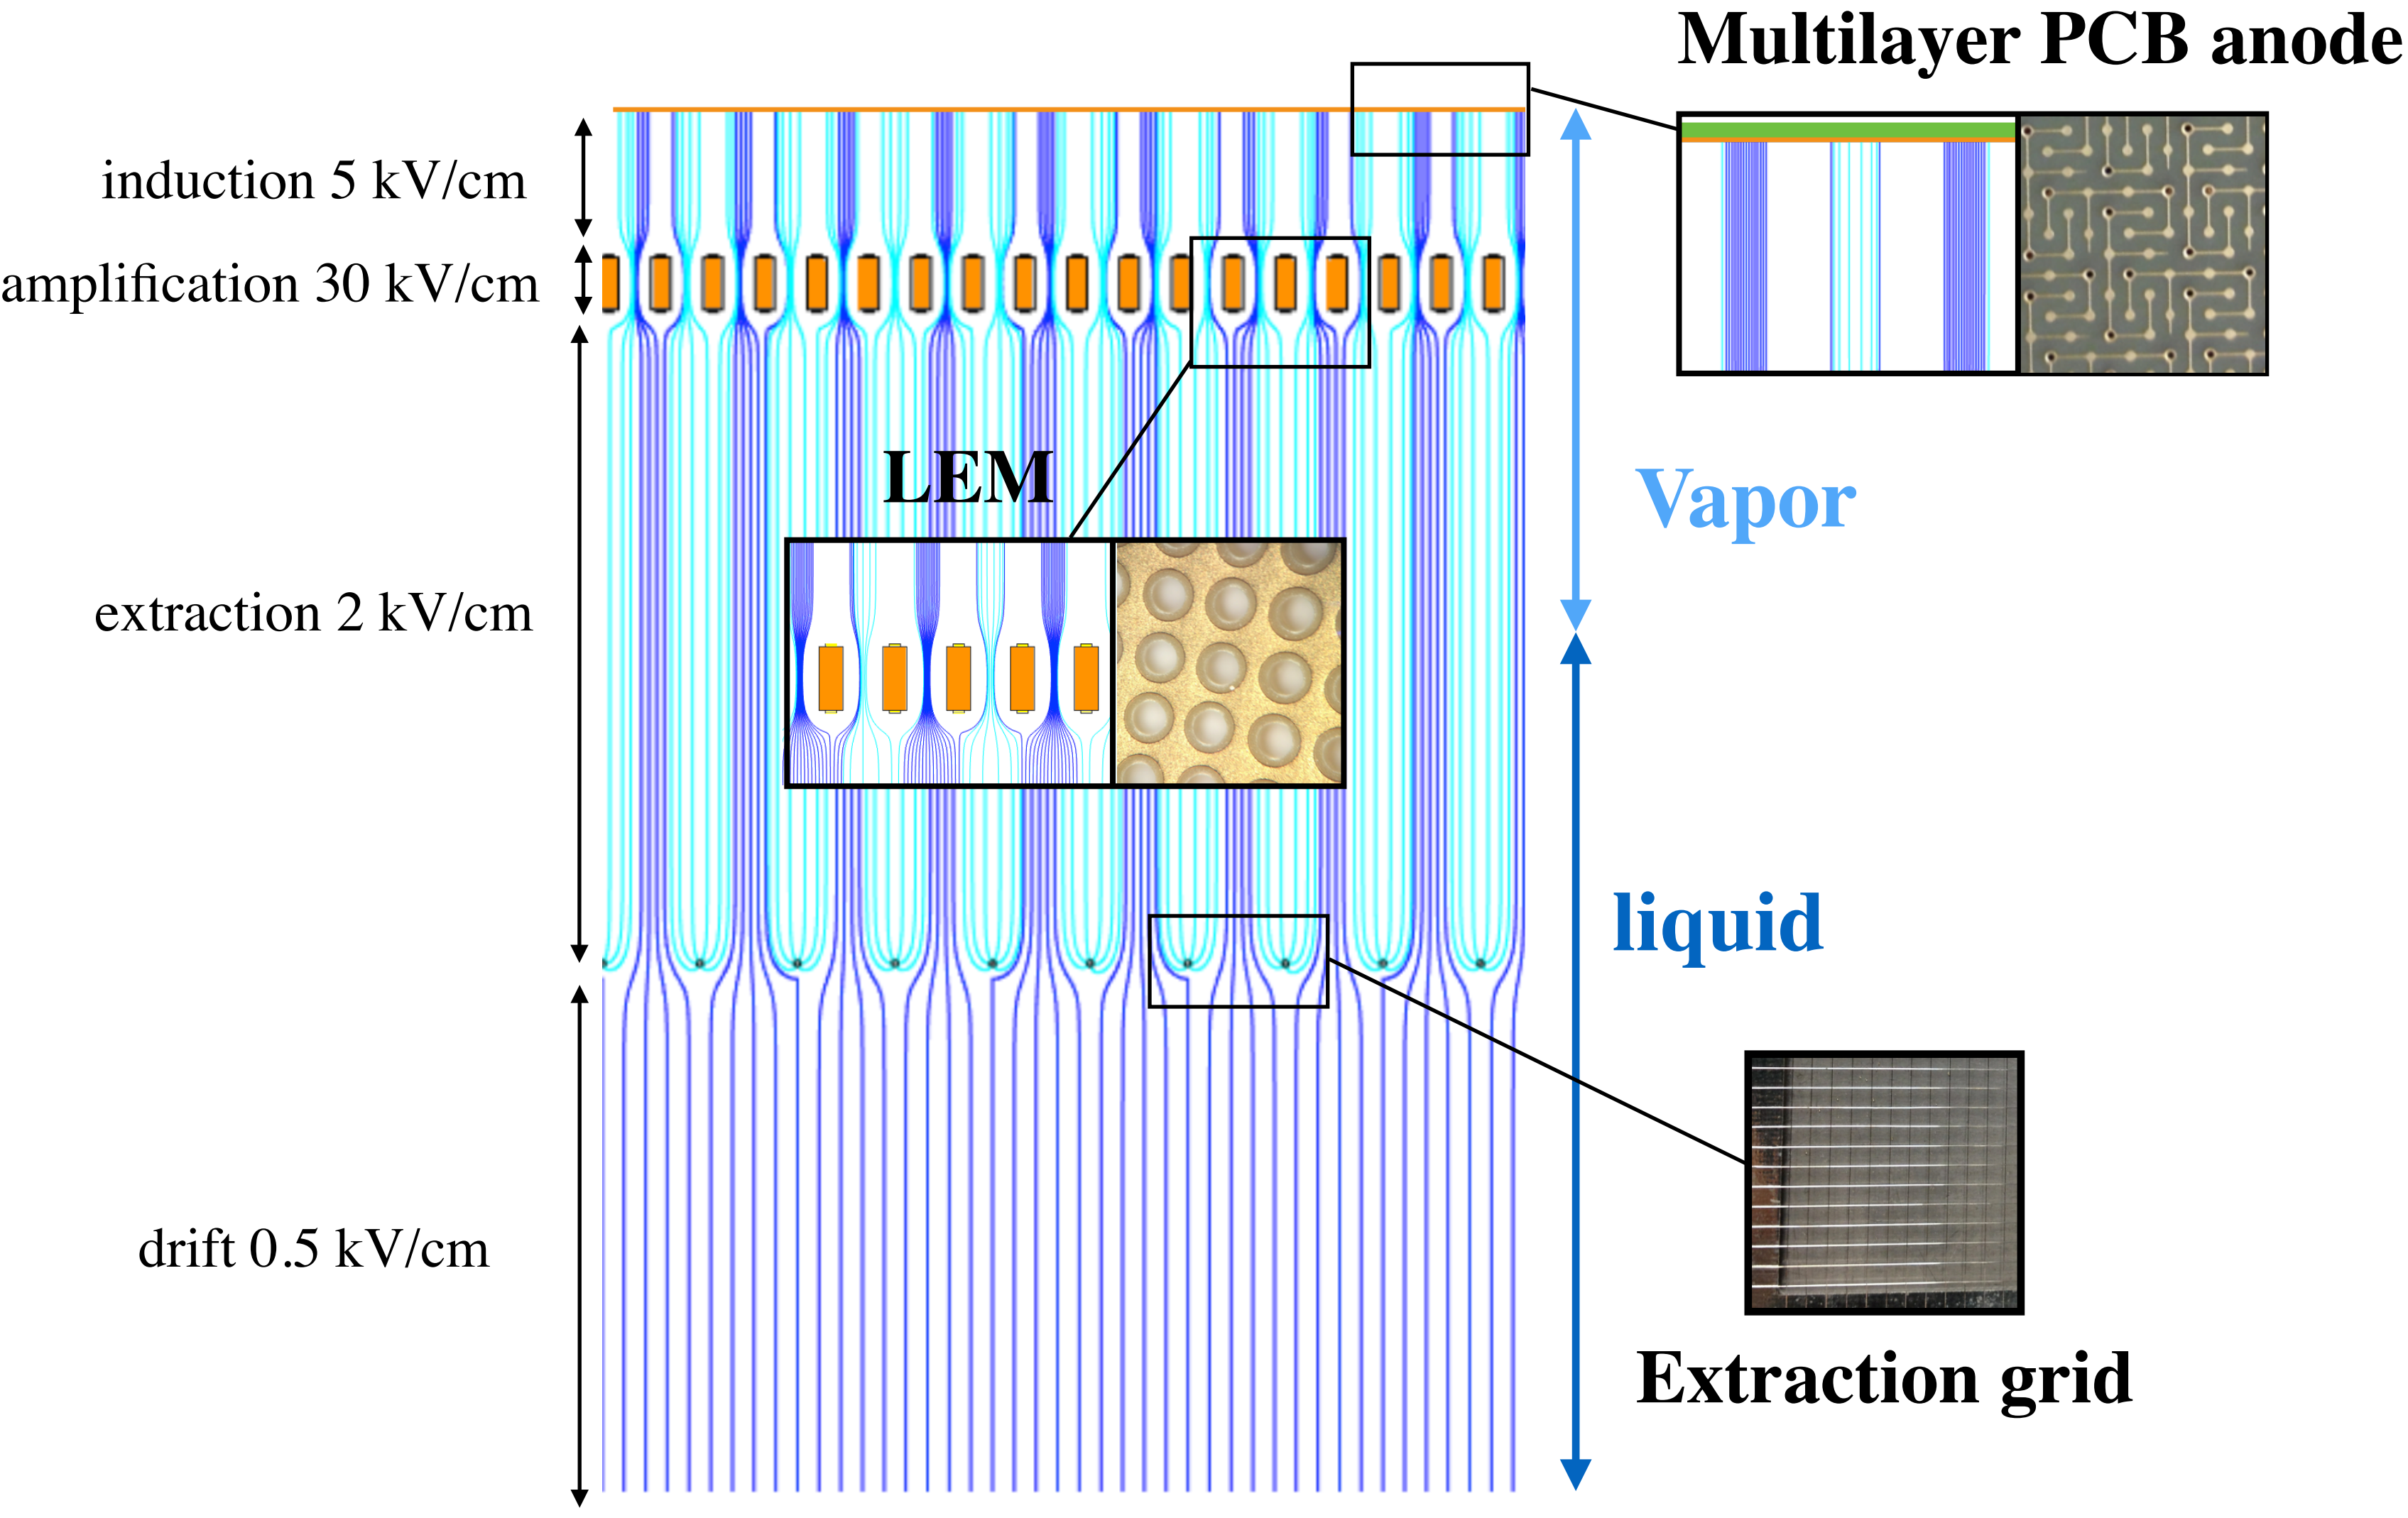 Multilayer PCB anode
induction 5 kV/cm
amplification 30 kV/cm
LEM
Vapor
extraction 2 kV/cm
liquid
drift 0.5 kV/cm
Extraction grid